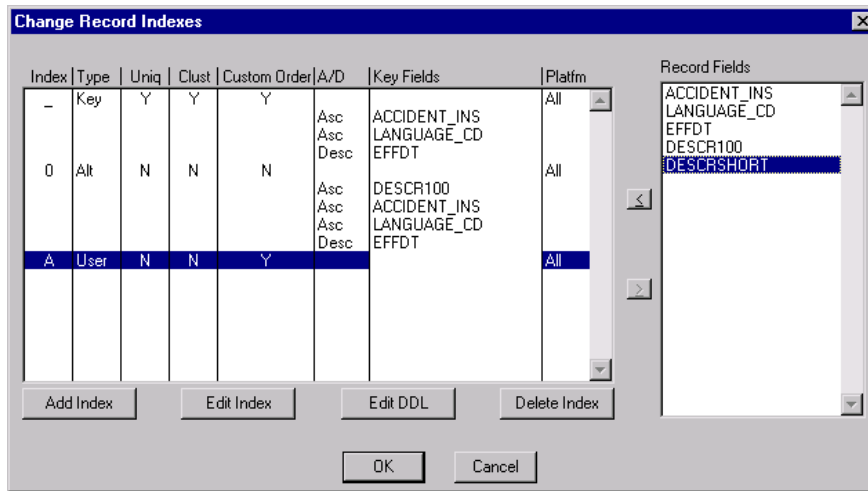 Change Record Indexes
Index Type Uniq Clust Custom Order A/D Key Fields Platfm
_ Key Y Y Y All
Asc ACCIDENT_INS
Asc LANGUAGE_CD
Desc EFFDT
0 Alt N N N All
Asc DESCR100
Asc ACCIDENT_INS
Asc LANGUAGE_CD
Desc EFFDT
A User N N Y All
Add Index Edit Index Edit DDL Delete Index
Record Fields
ACCIDENT_INS
LANGUAGE_CD
EFFDT
DESCR100
DESCRSHORT
<
>
OK Cancel